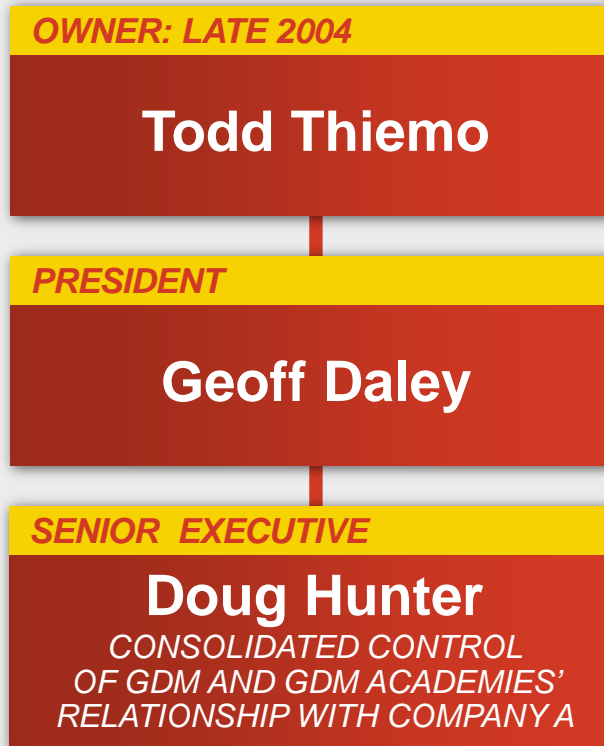 OWNER: LATE 2004
Todd Thiemo
PRESIDENT
Geoff Daley
SENIOR EXECUTIVE
Doug Hunter
CONSOLIDATED CONTROL
OF GDM AND GDM ACADEMIES’
RELATIONSHIP WITH COMPANY A